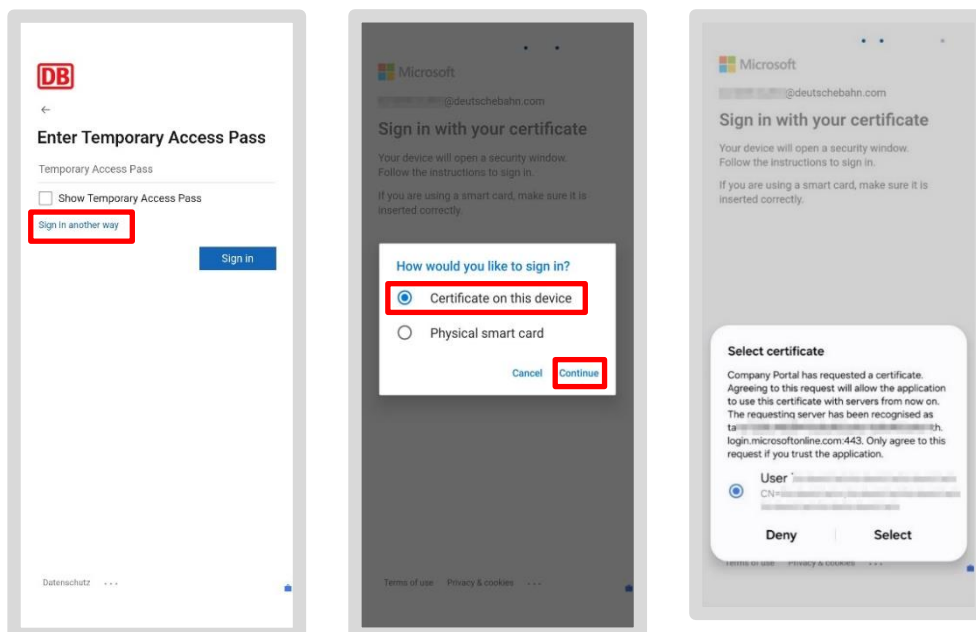 DB
Enter Temporary Access Pass
Temporary Access Pass
Show Temporary Access Pass
Sign in another way
Sign in
Datenschutz ...
Microsoft
@deutschebahn.com
Sign in with your certificate
Your device will open a security window.
Follow the instructions to sign in.
If you are using a smart card, make sure it is
inserted correctly.
How would you like to sign in?
Certificate on this device
Physical smart card
Cancel Continue
Terms of use Privacy & cookies ...
Microsoft
@deutschebahn.com
Sign in with your certificate
Your device will open a security window.
Follow the instructions to sign in.
If you are using a smart card, make sure it is
inserted correctly.
Select certificate
Company Portal has requested a certificate.
Agreeing to this request will allow the application
to use this certificate with servers from now on.
The requesting server has been recognised as
login.microsoftonline.com:443. Only agree to this
request if you trust the application.
User
CN=
Deny Select
Terms of use Privacy & cookies ...